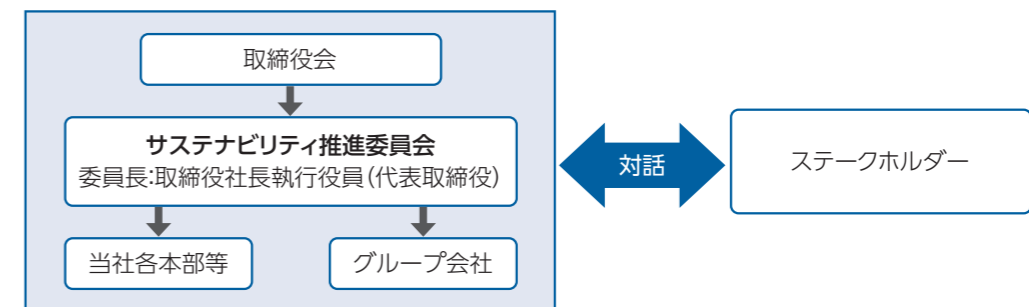 取締役会
サステナビリティ推進委員会
委員長:取締役社長執行役員(代表取締役)
当社各本部等
グループ会社
対話
ステークホルダー